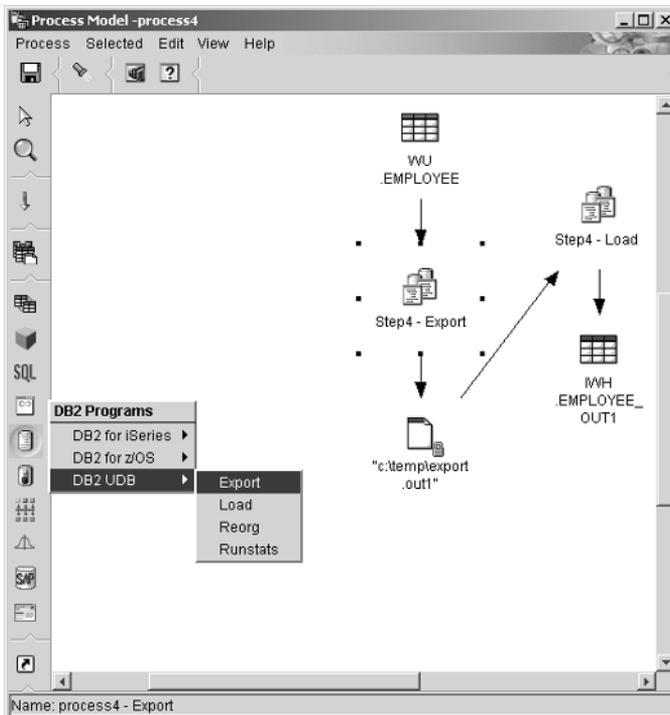 Process Model -process4
Process Selected Edit View Help
WU
.EMPLOYEE
Step4 - Load
Step4 - Export
IWH
.EMPLOYEE_
OUT1
"c:\temp\export
.out1"
SQL
SAP
DB2 Programs
DB2 for iSeries
DB2 for z/OS
DB2 UDB
Export
Load
Reorg
Runstats
Name: process4 - Export